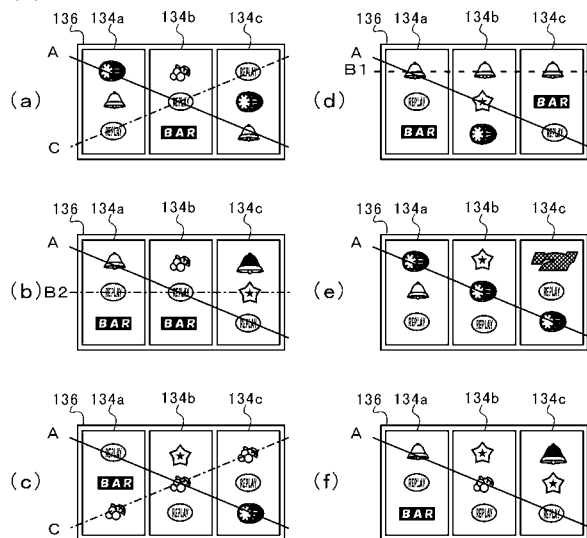 136 134a 134b 134c
A
REPLAY
(a) REPLAY
REPLAY BAR
C
136 134a 134b 134c
A
(b) B2 REPLAY REPLAY
BAR BAR REPLAY
136 134a 134b 134c
A
REPLAY
(c) BAR REPLAY
REPLAY
C
136 134a 134b 134c
A
B1
(d) REPLAY BAR
BAR REPLAY
136 134a 134b 134c
A
(e) REPLAY
REPLAY REPLAY
136 134a 134b 134c
A
(f) REPLAY
BAR REPLAY REPLAY